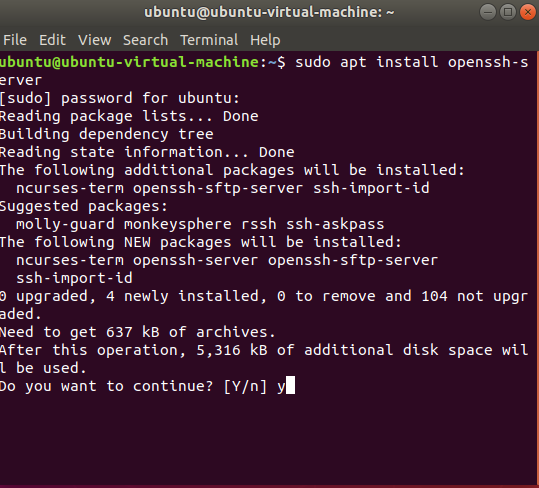 ubuntu@ubuntu-virtual-machine: ~
File Edit View Search Terminal Help
ubuntu@ubuntu-virtual-machine:~$ sudo apt install openssh-s
erver
[sudo] password for ubuntu:
Reading package lists... Done
Building dependency tree
Reading state information... Done
The following additional packages will be installed:
  ncurses-term openssh-sftp-server ssh-import-id
Suggested packages:
  molly-guard monkeysphere rssh ssh-askpass
The following NEW packages will be installed:
  ncurses-term openssh-server openssh-sftp-server
  ssh-import-id
0 upgraded, 4 newly installed, 0 to remove and 104 not upgr
aded.
Need to get 637 kB of archives.
After this operation, 5,316 kB of additional disk space wil
l be used.
Do you want to continue? [Y/n] y